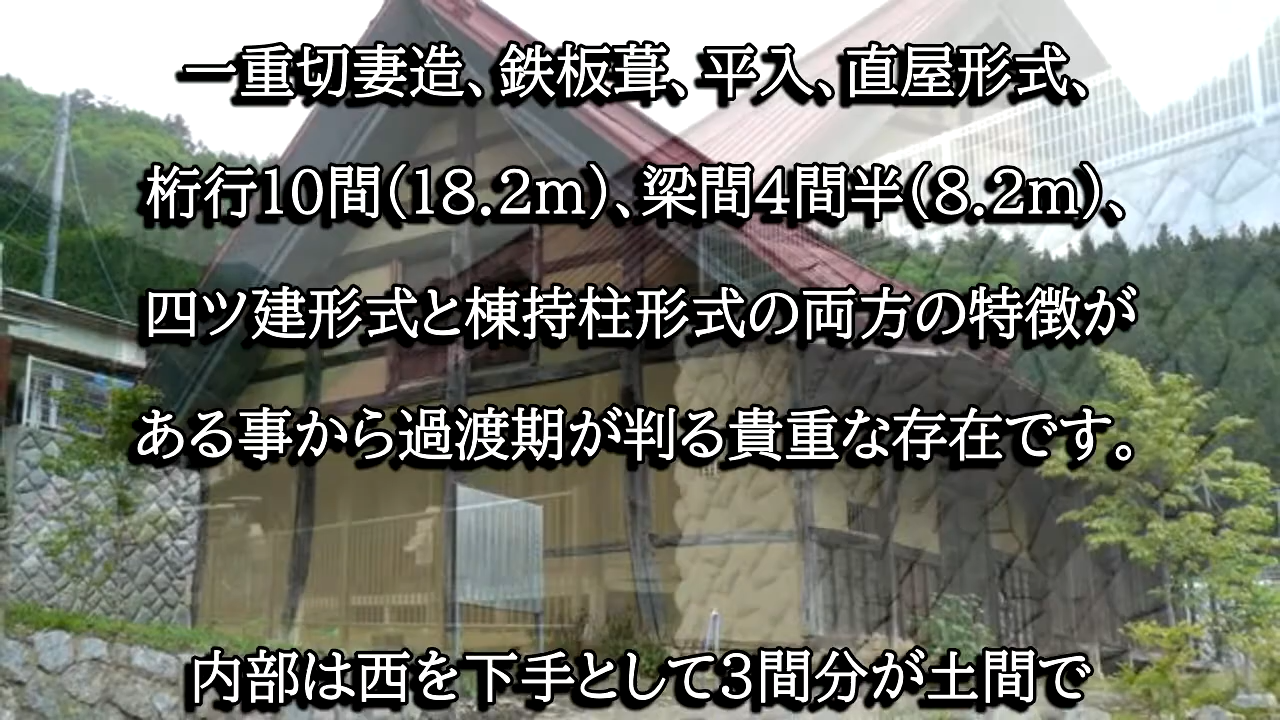 一重切妻造、鉄板葺、平入、直屋形式、
桁行10間(18.2m)、梁間4間半(8.2m)、
四ツ建形式と棟持柱形式の両方の特徴が
ある事から過渡期が判る貴重な存在です。
内部は西を下手として3間分が土間で